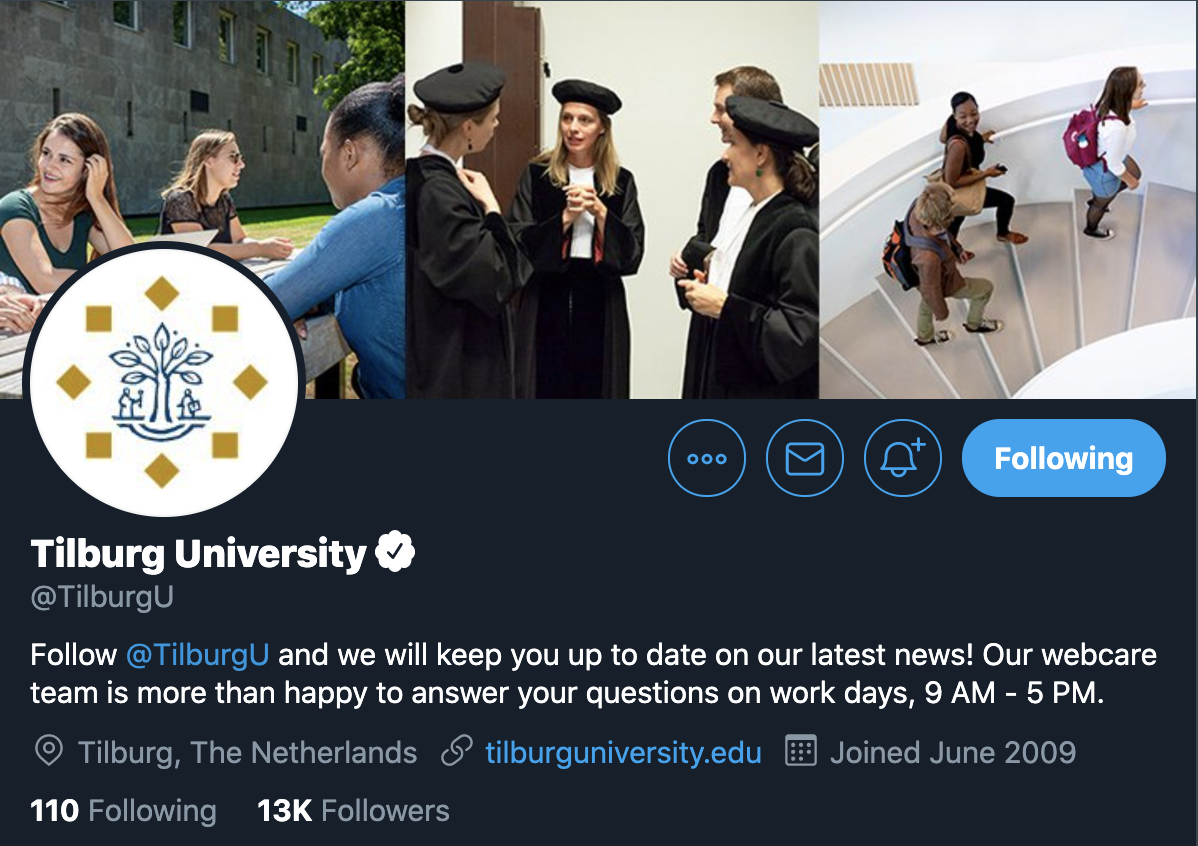 Following
Tilburg University
@TilburgU
Follow @TilburgU and we will keep you up to date on our latest news! Our webcare
team is more than happy to answer your questions on work days, 9 AM - 5 PM.
Tilburg, The Netherlands tilburguniversity.edu Joined June 2009
110 Following 13K Followers